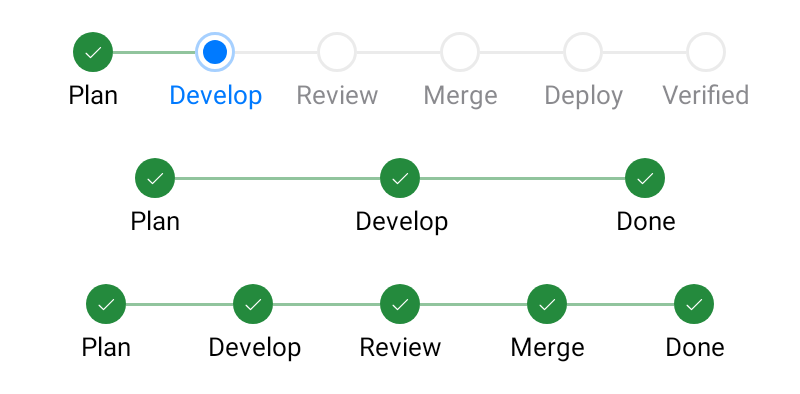 Plan Develop Review Merge Deploy Verified
Plan Develop Done
Plan Develop Review Merge Done